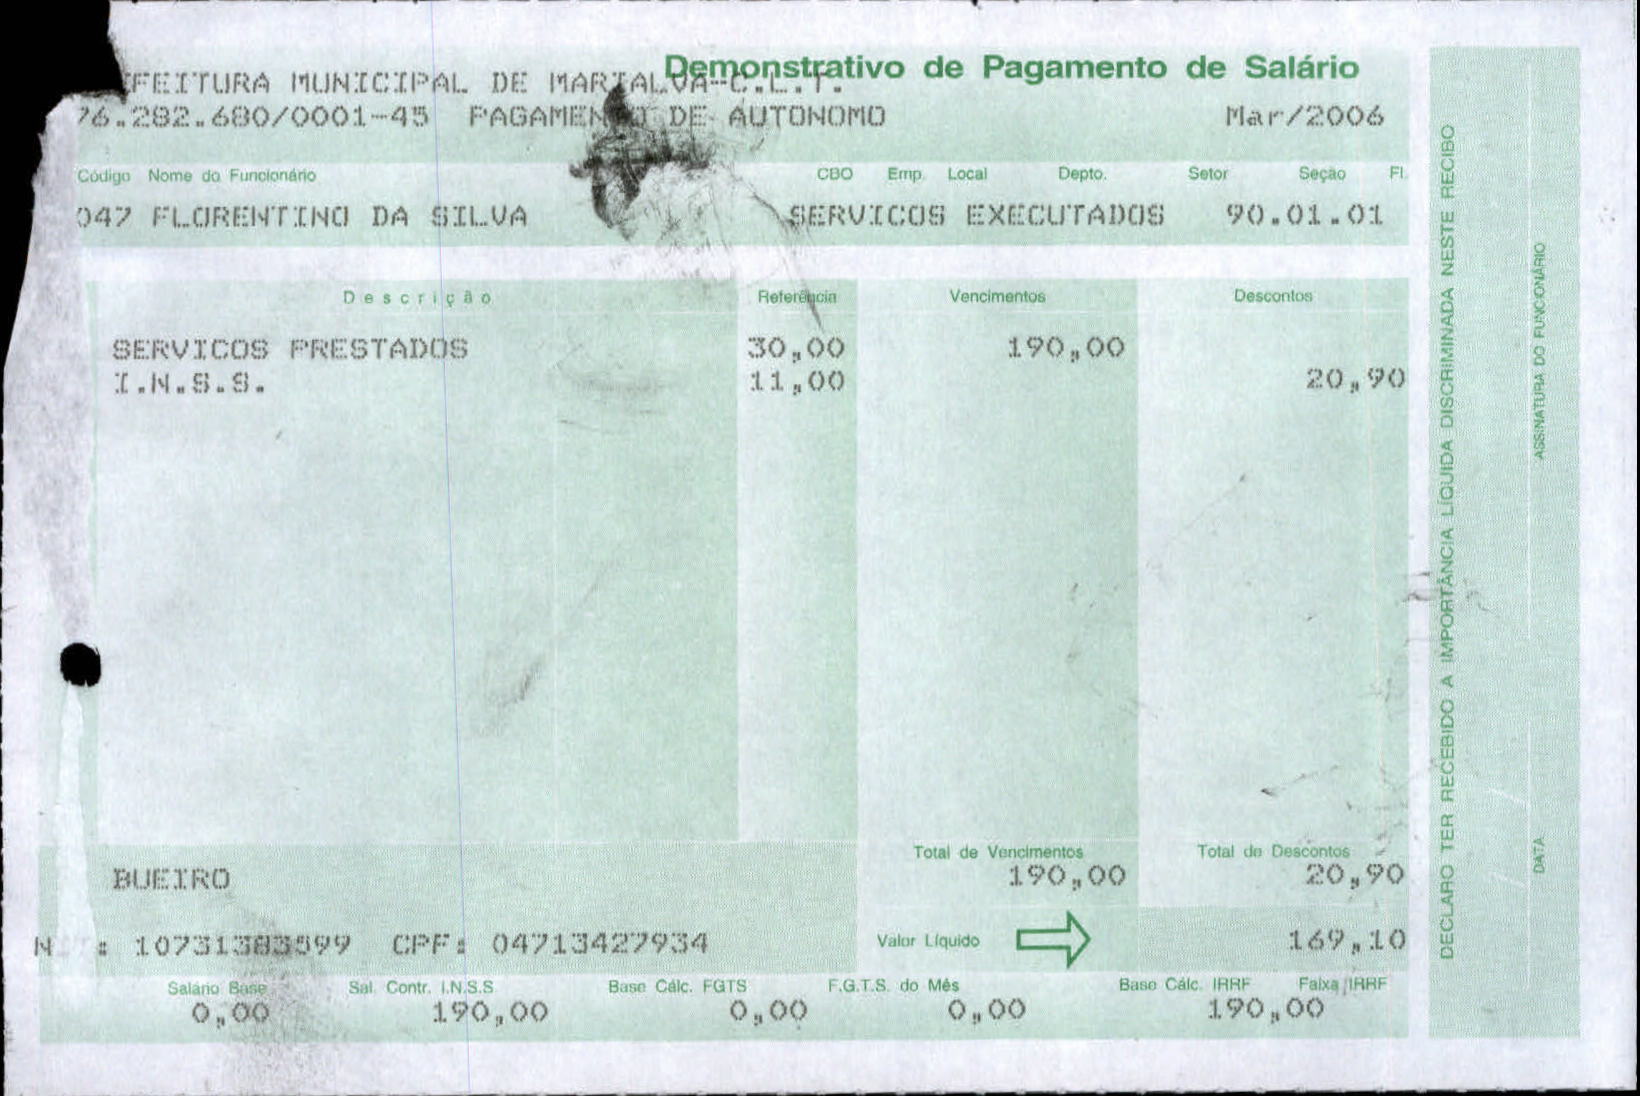 Demonstrativo de Pagamento de Salário
FEITURA MUNICIPAL DE MARIALVA-C.L.T.
76.282.680/0001-45 PAGAMENTO DE AUTONOMO Mar/2006
Código Nome do Funcionário CBO Emp. Local Depto. Setor Seção Fl.
047 FLORENTINO DA SILVA SERVICOS EXECUTADOS 90.01.01
Descrição Referência Vencimentos Descontos
SERVICOS PRESTADOS 30,00 190,00
I.N.S.S. 11,00 20,90
Total de Vencimentos Total de Descontos
BUEIRO 190,00 20,90
N : 10731383599 CPF: 04713427934 Valor Líquido 169,10
Salário Base Sal. Contr. I.N.S.S Base Cálc. FGTS F.G.T.S. do Mês Base Cálc. IRRF Faixa IRRF
0,00 190,00 0,00 0,00 190,00
DECLARO TER RECEBIDO A IMPORTÂNCIA LÍQUIDA DISCRIMINADA NESTE RECIBO
ASSINATURA DO FUNCIONÁRIO
DATA